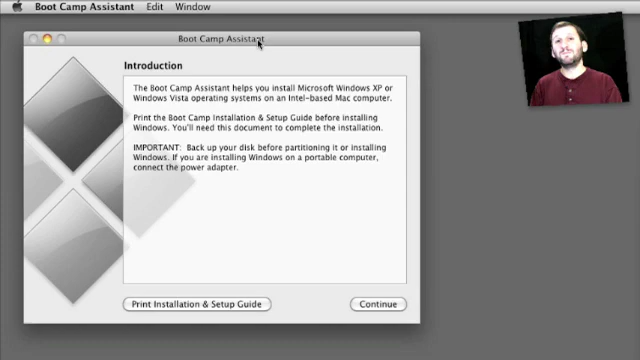 Boot Camp Assistant Edit Window
Boot Camp Assistant
Introduction
The Boot Camp Assistant helps you install Microsoft Windows XP or
Windows Vista operating systems on an Intel-based Mac computer.
Print the Boot Camp Installation & Setup Guide before installing
Windows. You'll need this document to complete the installation.
IMPORTANT: Back up your disk before partitioning it or installing
Windows. If you are installing Windows on a portable computer,
connect the power adapter.
Print Installation & Setup Guide Continue